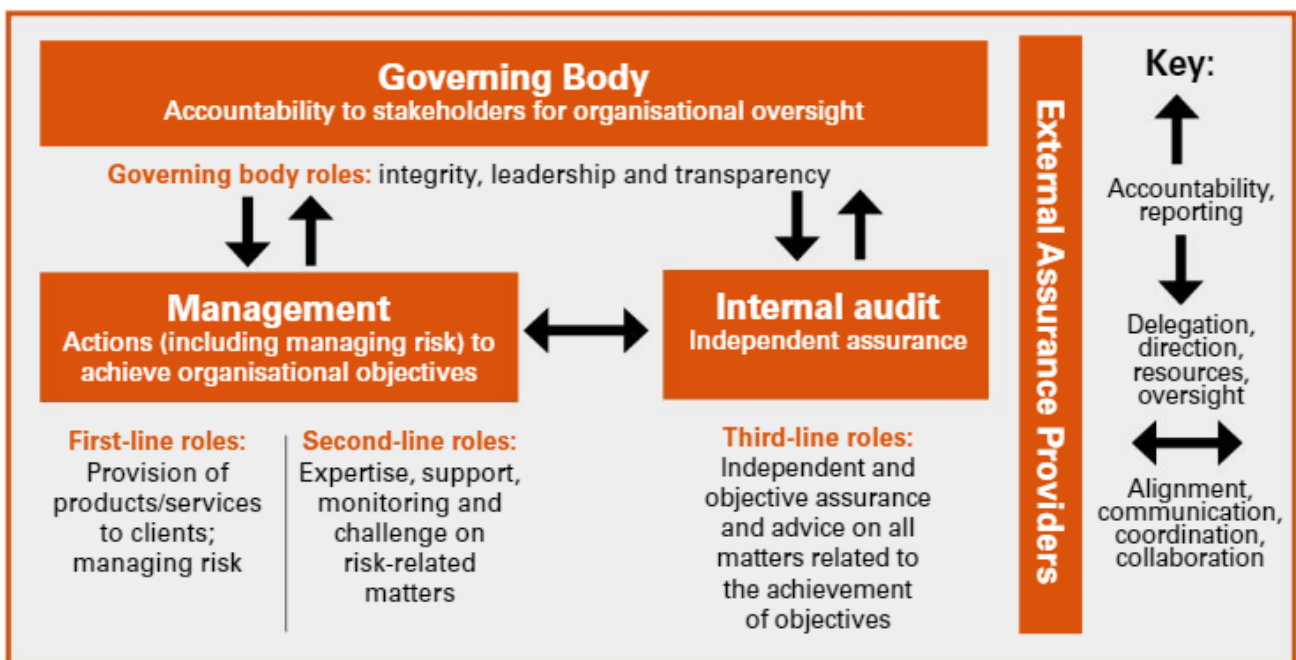 Governing Body
Accountability to stakeholders for organisational oversight
Governing body roles: integrity, leadership and transparency
Management
Actions (including managing risk) to
achieve organisational objectives
Internal audit
Independent assurance
First-line roles:
Provision of
products/services
to clients;
managing risk
Second-line roles:
Expertise, support,
monitoring and
challenge on
risk-related
matters
Third-line roles:
Independent and
objective assurance
and advice on all
matters related to
the achievement
of objectives
External Assurance Providers
Key:
Accountability,
reporting
Delegation,
direction,
resources,
oversight
Alignment,
communication,
coordination,
collaboration